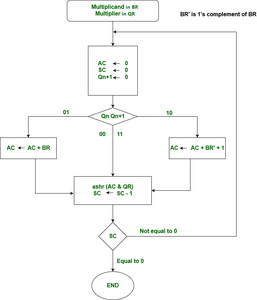 Multiplicand in BR
Multiplier in QR
BR' is 1's complement of BR
AC ← 0
SC ← 0
Qn+1 ← 0
01
Qn Qn+1
10
00
11
AC ← AC + BR
AC ← AC + BR' + 1
ashr (AC & QR)
SC ← SC - 1
SC
Not equal to 0
Equal to 0
END